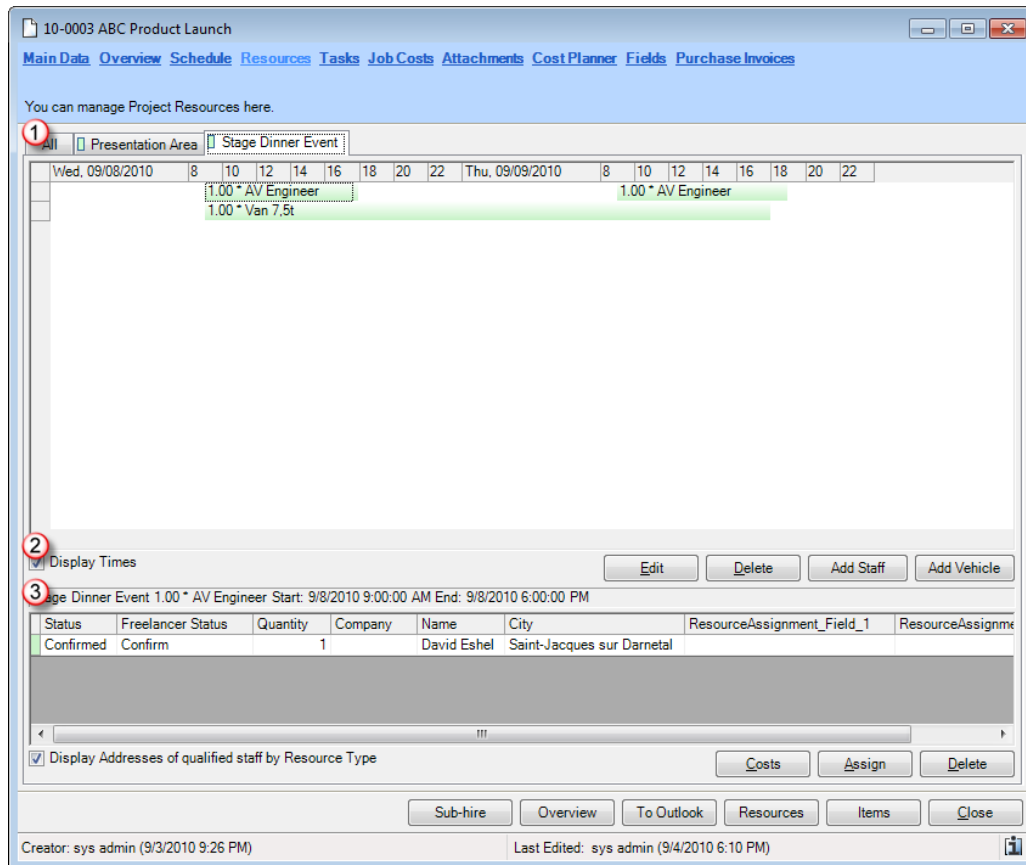 10-0003 ABC Product Launch
Main Data Overview Schedule Resources Tasks Job Costs Attachments Cost Planner Fields Purchase Invoices
You can manage Project Resources here.
1
All Presentation Area Stage Dinner Event
Wed, 09/08/2010 8 10 12 14 16 18 20 22 Thu, 09/09/2010 8 10 12 14 16 18 20 22
1.00 * AV Engineer 1.00 * AV Engineer
1.00 * Van 7,5t
2
Display Times Edit Delete Add Staff Add Vehicle
3
age Dinner Event 1.00 * AV Engineer Start: 9/8/2010 9:00:00 AM End: 9/8/2010 6:00:00 PM
Status Freelancer Status Quantity Company Name City ResourceAssignment_Field_1 ResourceAssignme
Confirmed Confirm 1 David Eshel Saint-Jacques sur Darnetal
Display Addresses of qualified staff by Resource Type Costs Assign Delete
Sub-hire Overview To Outlook Resources Items Close
Creator: sys admin (9/3/2010 9:26 PM) Last Edited: sys admin (9/4/2010 6:10 PM)